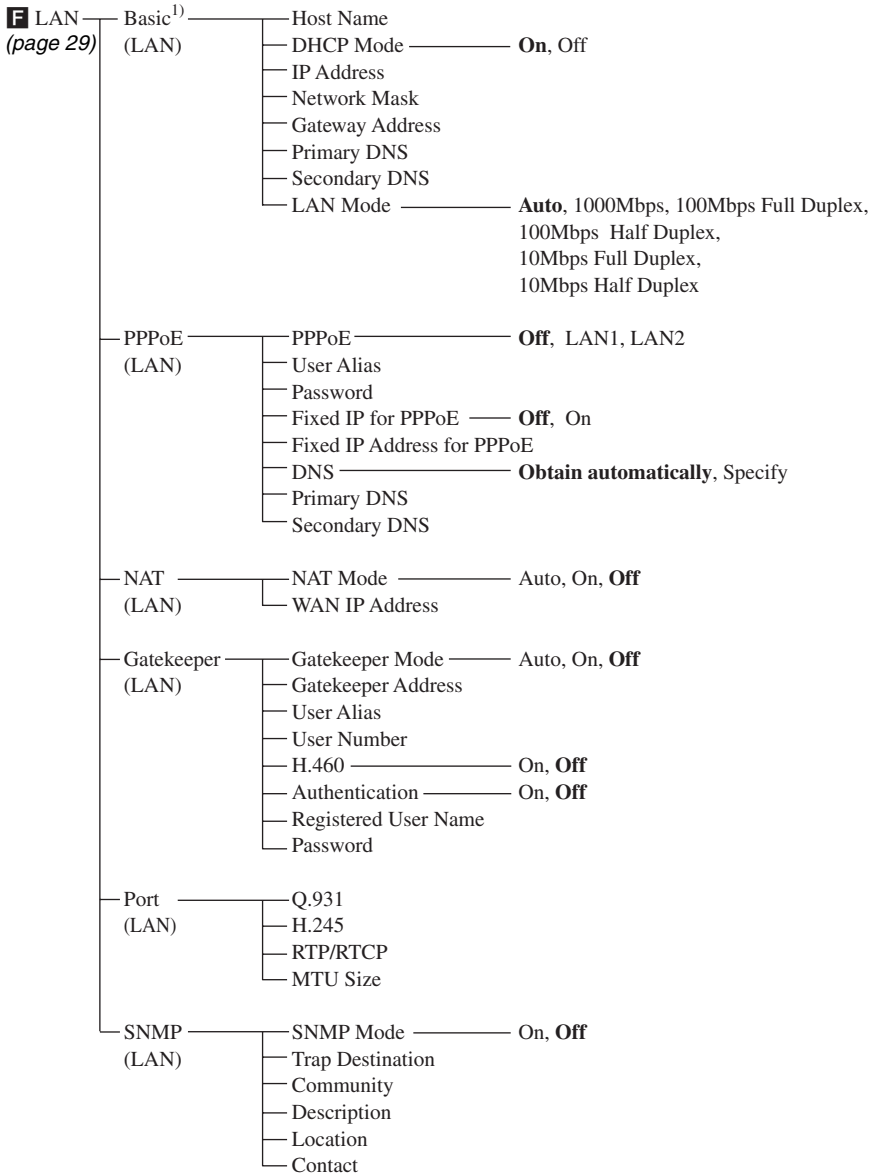 F LAN Basic1) Host Name
(page 29) (LAN) DHCP Mode On, Off
IP Address
Network Mask
Gateway Address
Primary DNS
Secondary DNS
LAN Mode Auto, 1000Mbps, 100Mbps Full Duplex,
100Mbps Half Duplex,
10Mbps Full Duplex,
10Mbps Half Duplex
PPPoE PPPoE Off, LAN1, LAN2
(LAN) User Alias
Password
Fixed IP for PPPoE Off, On
Fixed IP Address for PPPoE
DNS Obtain automatically, Specify
Primary DNS
Secondary DNS
NAT NAT Mode Auto, On, Off
(LAN) WAN IP Address
Gatekeeper Gatekeeper Mode Auto, On, Off
(LAN) Gatekeeper Address
User Alias
User Number
H.460 On, Off
Authentication On, Off
Registered User Name
Password
Port Q.931
(LAN) H.245
RTP/RTCP
MTU Size
SNMP SNMP Mode On, Off
(LAN) Trap Destination
Community
Description
Location
Contact